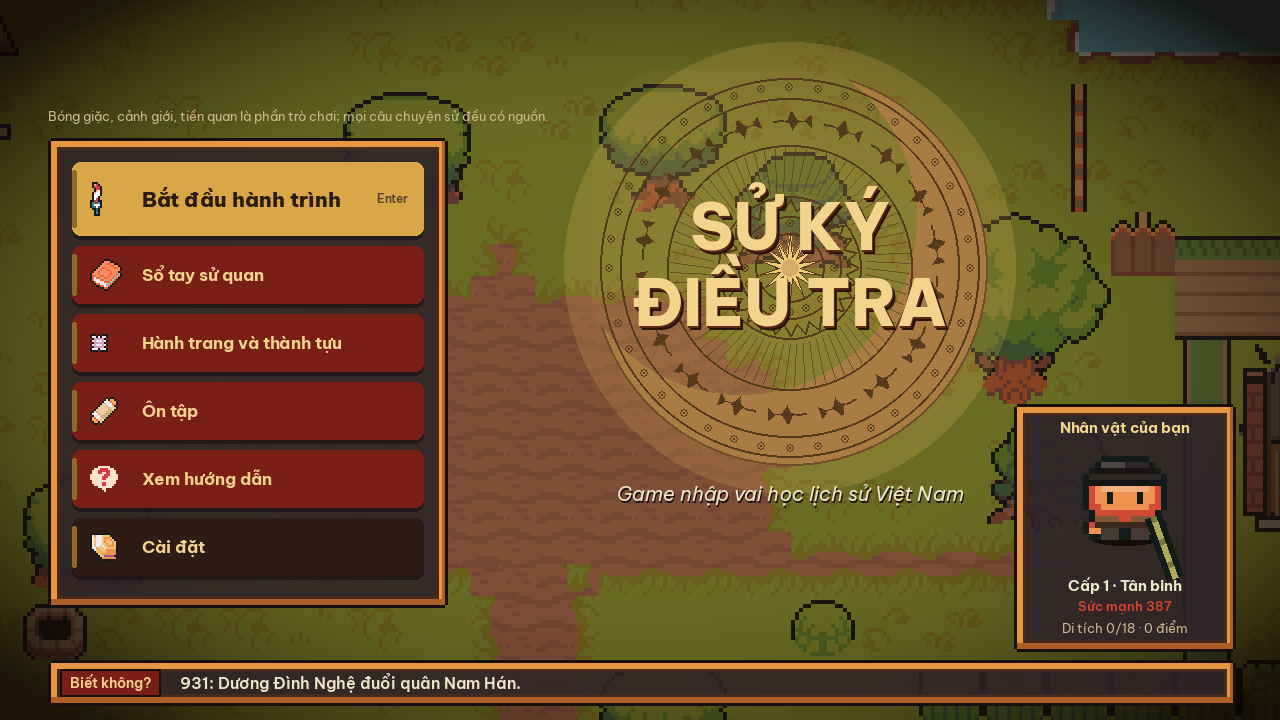 Bóng giặc, cảnh giới, tiền quan là phần trò chơi; mọi câu chuyện sử đều có nguồn.
Bắt đầu hành trình Enter
Sổ tay sử quan
Hành trang và thành tựu
Ôn tập
Xem hướng dẫn
Cài đặt
SỬ KÝ
ĐIỀU TRA
Game nhập vai học lịch sử Việt Nam
Nhân vật của bạn
Cấp 1 · Tân binh
Sức mạnh 387
Di tích 0/18 · 0 điểm
Biết không? 931: Dương Đình Nghệ đuổi quân Nam Hán.